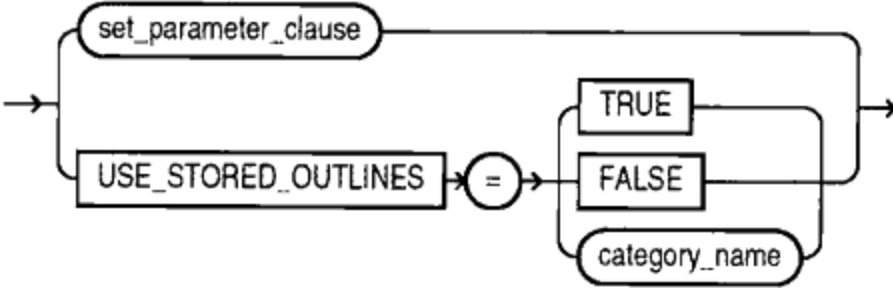 set_parameter_clause
TRUE
USE_STORED_OUTLINES = FALSE
category_name